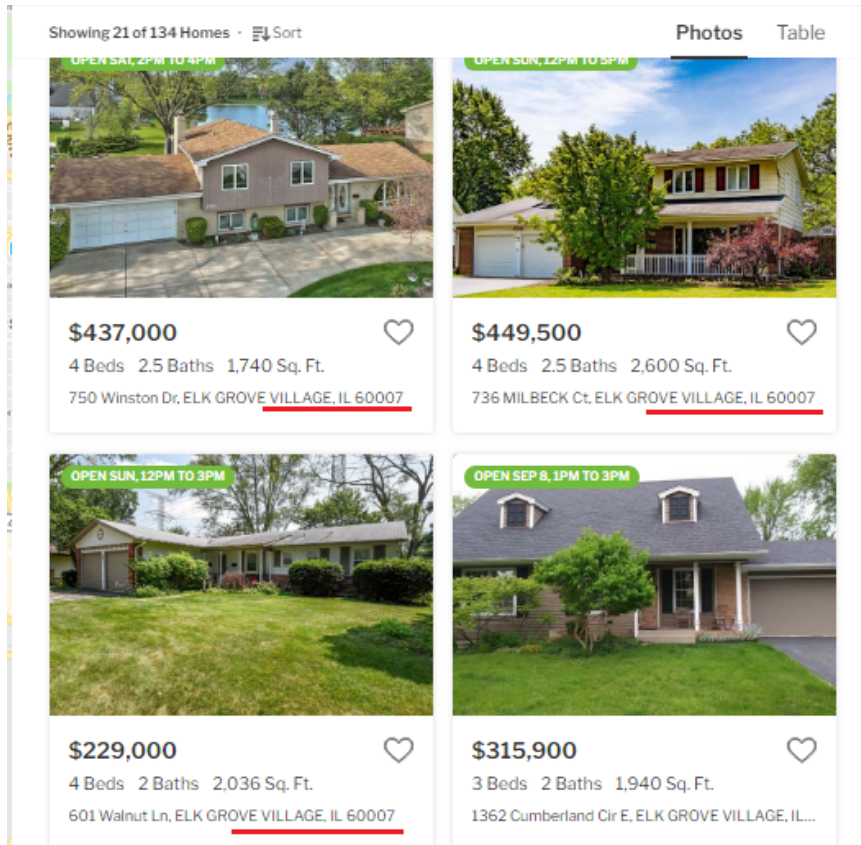 Showing 21 of 134 Homes · Sort
Photos Table
OPEN SAT, 2PM TO 4PM
$437,000
4 Beds 2.5 Baths 1,740 Sq. Ft.
750 Winston Dr, ELK GROVE VILLAGE, IL 60007
OPEN SUN, 12PM TO 5PM
$449,500
4 Beds 2.5 Baths 2,600 Sq. Ft.
736 MILBECK Ct, ELK GROVE VILLAGE, IL 60007
OPEN SUN, 12PM TO 3PM
$229,000
4 Beds 2 Baths 2,036 Sq. Ft.
601 Walnut Ln, ELK GROVE VILLAGE, IL 60007
OPEN SEP 8, 1PM TO 3PM
$315,900
3 Beds 2 Baths 1,940 Sq. Ft.
1362 Cumberland Cir E, ELK GROVE VILLAGE, IL...